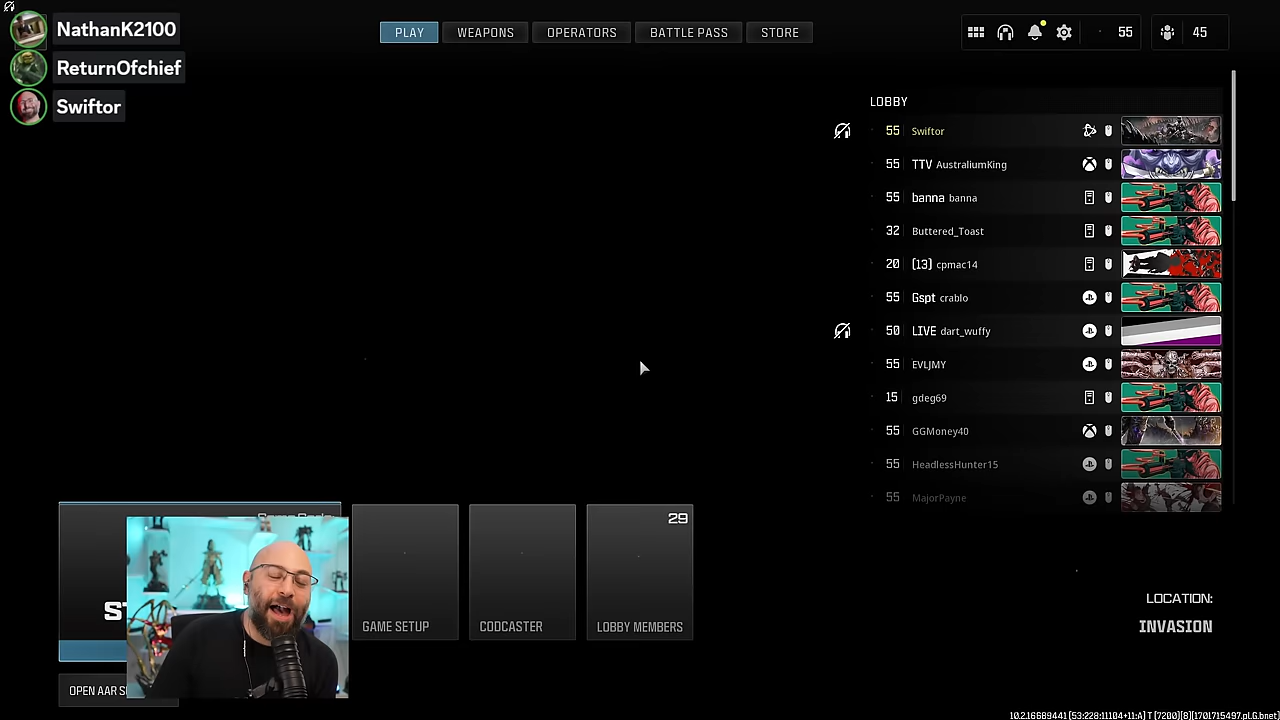 NathanK2100
ReturnOfchief
Swiftor
PLAY
WEAPONS
OPERATORS
BATTLE PASS
STORE
55
45
LOBBY
55 Swiftor
55 TTV AustraliumKing
55 banna banna
32 Buttered_Toast
20 [13] cpmac14
55 Gspt crablo
50 LIVE dart_wuffy
55 EVLJMY
15 gdeg69
55 GGMoney40
55 HeadlessHunter15
55 MajorPayne
29
GAME SETUP
CODCASTER
LOBBY MEMBERS
OPEN AAR
LOCATION:
INVASION